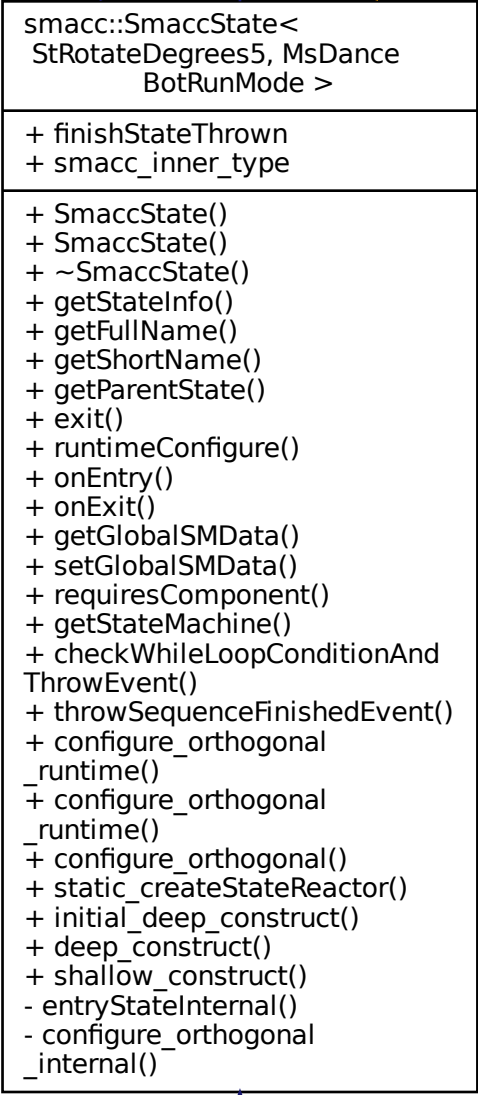 smacc::SmaccState<
StRotateDegrees5, MsDance
BotRunMode >
+ finishStateThrown
+ smacc_inner_type
+ SmaccState()
+ SmaccState()
+ ~SmaccState()
+ getStateInfo()
+ getFullName()
+ getShortName()
+ getParentState()
+ exit()
+ runtimeConfigure()
+ onEntry()
+ onExit()
+ getGlobalSMData()
+ setGlobalSMData()
+ requiresComponent()
+ getStateMachine()
+ checkWhileLoopConditionAnd
ThrowEvent()
+ throwSequenceFinishedEvent()
+ configure_orthogonal
_runtime()
+ configure_orthogonal
_runtime()
+ configure_orthogonal()
+ static_createStateReactor()
+ initial_deep_construct()
+ deep_construct()
+ shallow_construct()
- entryStateInternal()
- configure_orthogonal
_internal()